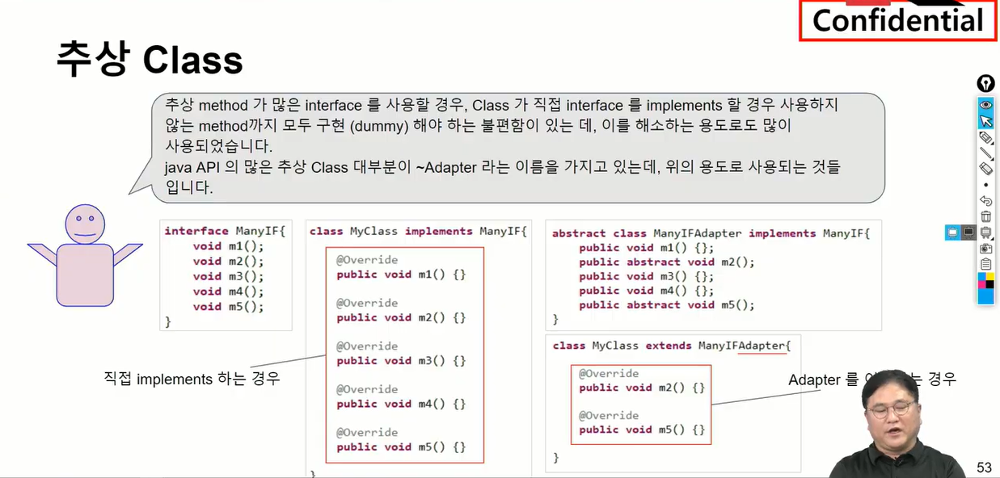 Confidential
추상 Class
추상 method 가 많은 interface 를 사용할 경우, Class 가 직접 interface 를 implements 할 경우 사용하지
않는 method까지 모두 구현 (dummy) 해야 하는 불편함이 있는 데, 이를 해소하는 용도로도 많이
사용되었습니다.
java API 의 많은 추상 Class 대부분이 ~Adapter 라는 이름을 가지고 있는데, 위의 용도로 사용되는 것들
입니다.
interface ManyIF{
void m1();
void m2();
void m3();
void m4();
void m5();
}
class MyClass implements ManyIF{
@Override
public void m1() {}
@Override
public void m2() {}
@Override
public void m3() {}
@Override
public void m4() {}
@Override
public void m5() {}
}
abstract class ManyIFAdapter implements ManyIF{
public void m1() {};
public abstract void m2();
public void m3() {};
public void m4() {};
public abstract void m5();
}
class MyClass extends ManyIFAdapter{
@Override
public void m2() {}
@Override
public void m5() {}
}
직접 implements 하는 경우
Adapter 를 경우
53